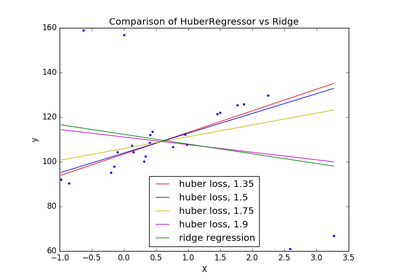 Comparison of HuberRegressor vs Ridge
160
140
120
100
80
60
y
huber loss, 1.35
huber loss, 1.5
huber loss, 1.75
huber loss, 1.9
ridge regression
−1.0 −0.5 0.0 0.5 1.0 1.5 2.0 2.5 3.0 3.5
X